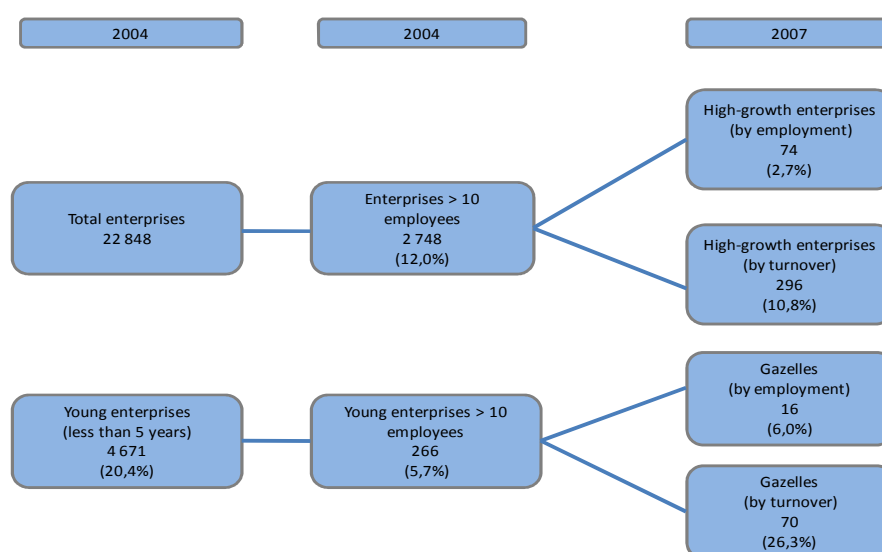 2004
2004
2007
Total enterprises
22 848
Enterprises > 10
employees
2 748
(12,0%)
High-growth enterprises
(by employment)
74
(2,7%)
High-growth enterprises
(by turnover)
296
(10,8%)
Young enterprises
(less than 5 years)
4 671
(20,4%)
Young enterprises > 10
employees
266
(5,7%)
Gazelles
(by employment)
16
(6,0%)
Gazelles
(by turnover)
70
(26,3%)